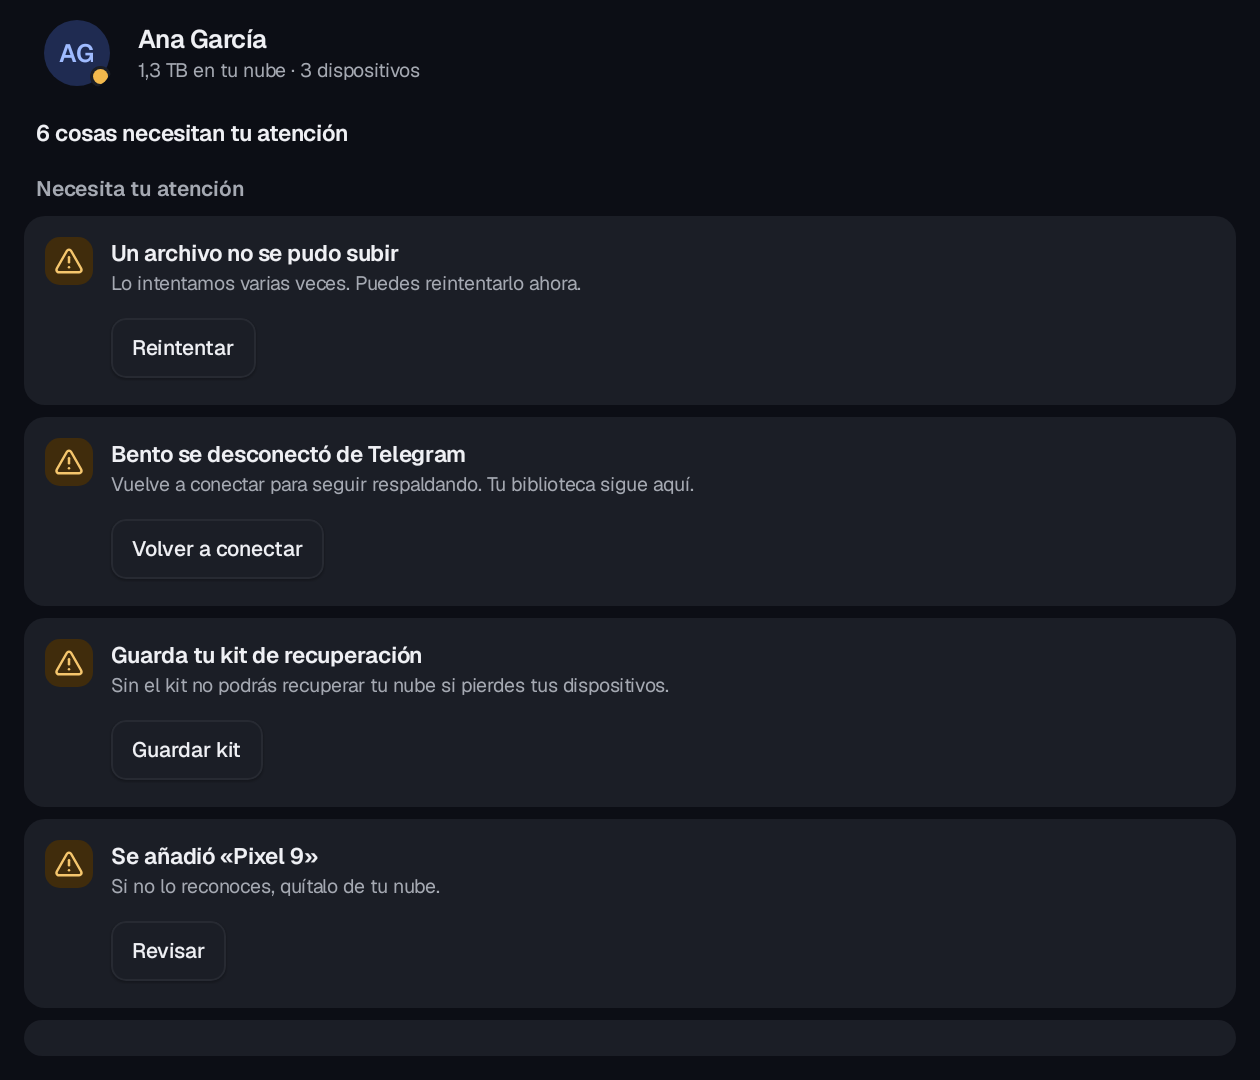 AG
Ana García
1,3 TB en tu nube · 3 dispositivos
6 cosas necesitan tu atención
Necesita tu atención
Un archivo no se pudo subir
Lo intentamos varias veces. Puedes reintentarlo ahora.
Reintentar
Bento se desconectó de Telegram
Vuelve a conectar para seguir respaldando. Tu biblioteca sigue aquí.
Volver a conectar
Guarda tu kit de recuperación
Sin el kit no podrás recuperar tu nube si pierdes tus dispositivos.
Guardar kit
Se añadió «Pixel 9»
Si no lo reconoces, quítalo de tu nube.
Revisar